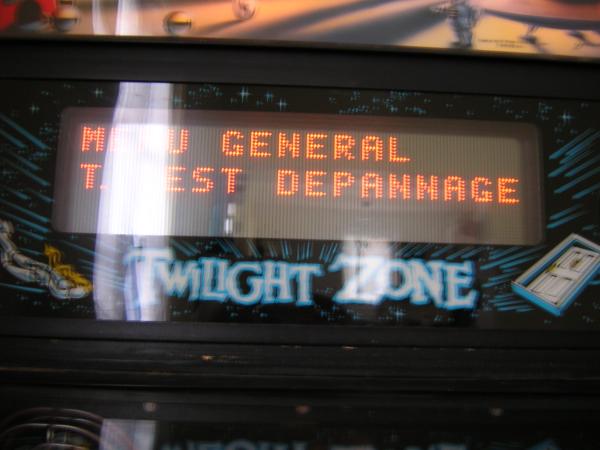 MENU GENERAL
T. TEST DEPANNAGE
TWILIGHT ZONE